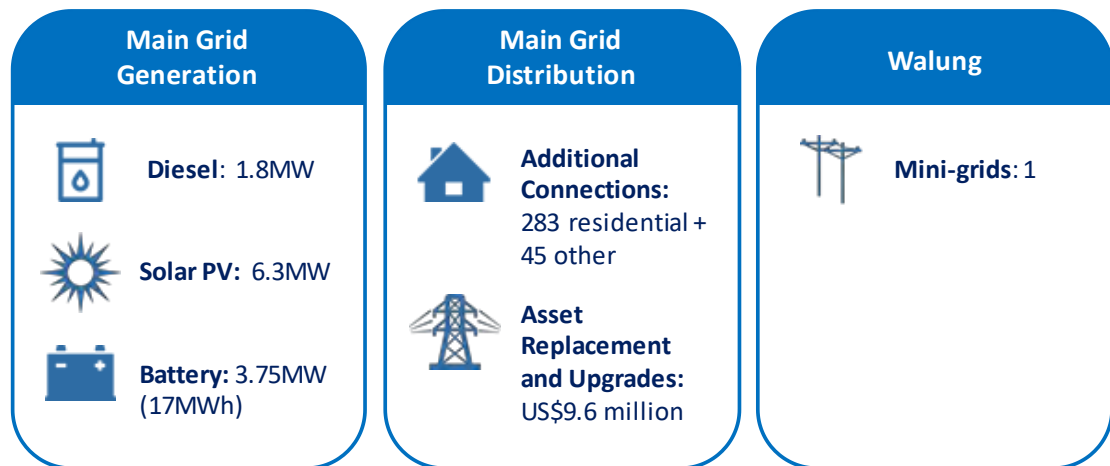 Main Grid
Generation
Diesel: 1.8MW
Solar PV: 6.3MW
Battery: 3.75MW
(17MWh)
Main Grid
Distribution
Additional
Connections:
283 residential +
45 other
Asset
Replacement
and Upgrades:
US$9.6 million
Walung
Mini-grids: 1